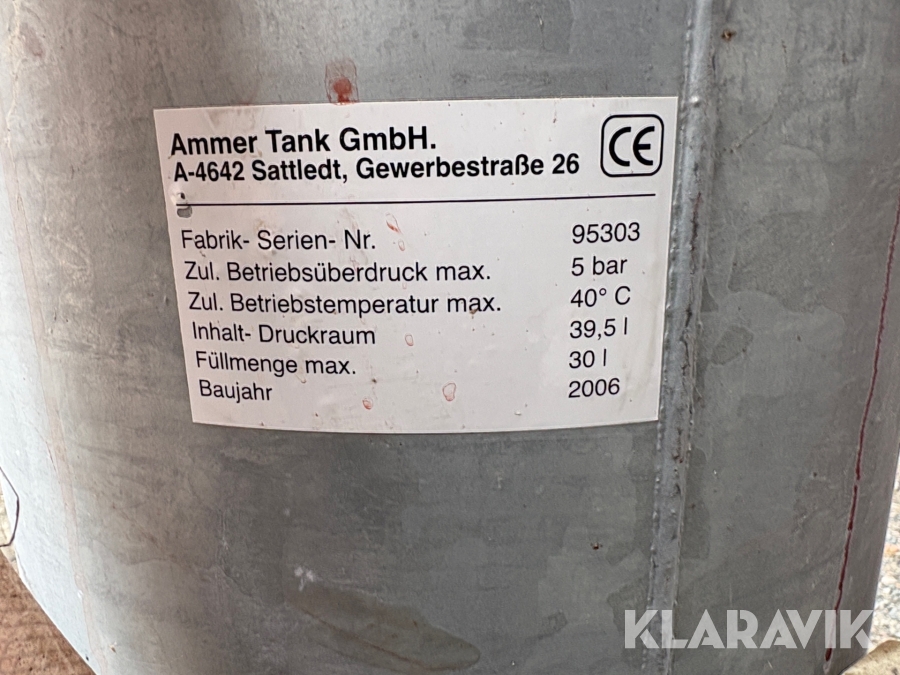 Ammer Tank GmbH.
A-4642 Sattledt, Gewerbestraße 26
CE
Fabrik- Serien- Nr. 95303
Zul. Betriebsüberdruck max. 5 bar
Zul. Betriebstemperatur max. 40° C
Inhalt- Druckraum 39,5 l
Füllmenge max. 30 l
Baujahr 2006
KLARAVIK